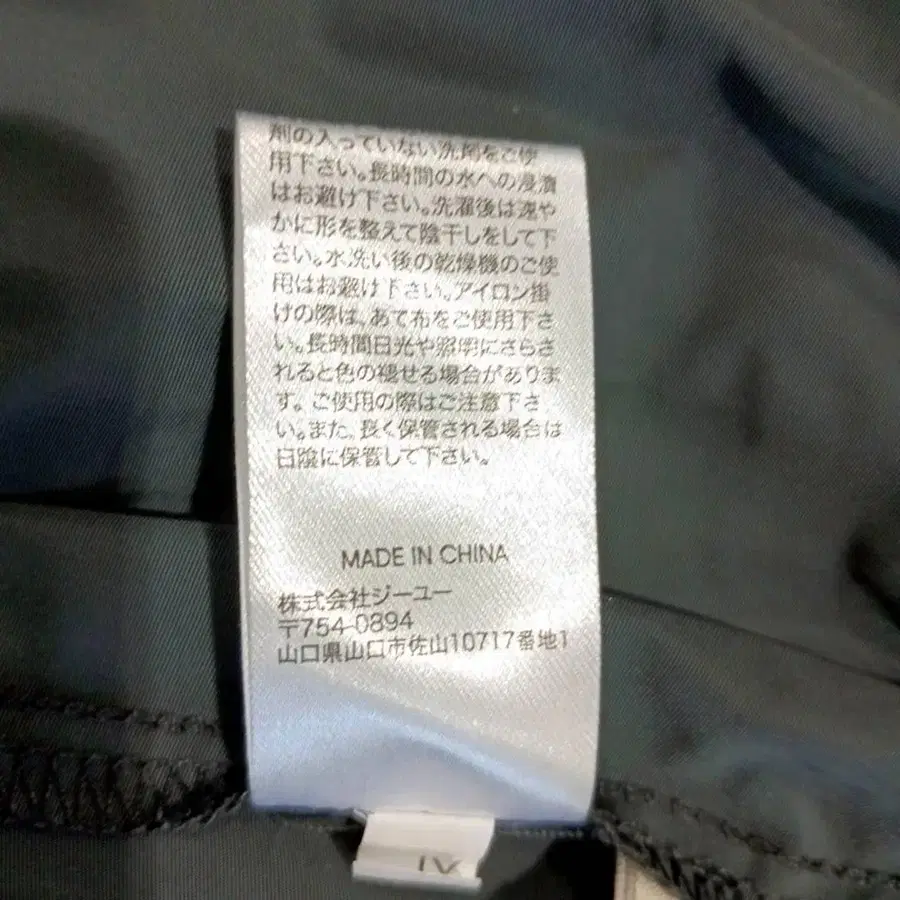 剤の入っていない洗剤をご使
用下さい。長時間の水への浸漬
はお避け下さい。洗濯後は速や
かに形を整えて陰干しをして下
さい。水洗い後の乾燥機のご使
用はお避け下さい。アイロン掛
けの際は、あて布をご使用下さ
い。長時間日光や照明にさらさ
れると色の褪せる場合がありま
す。ご使用の際はご注意下さ
い。また、長く保管される場合は
日陰に保管して下さい。
MADE IN CHINA
株式会社ジーユー
〒754-0894
山口県山口市佐山10717番地1